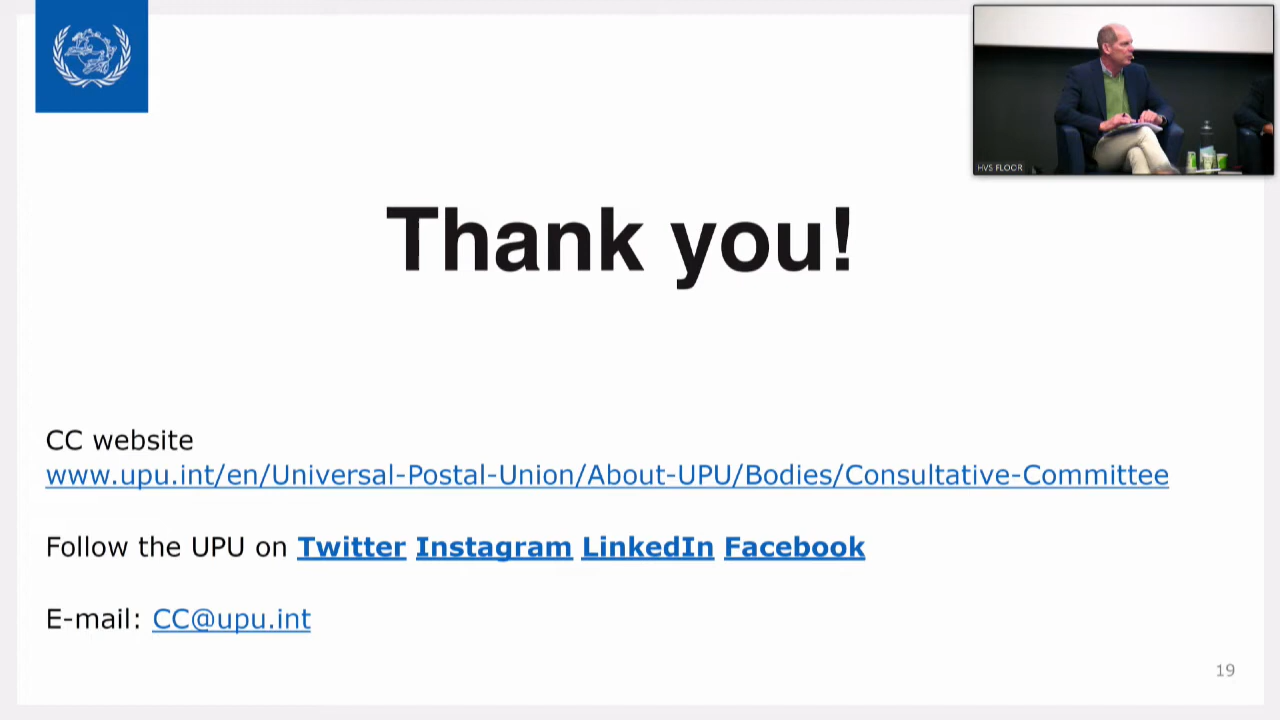 HVS FLOOR
Thank you!
CC website
www.upu.int/en/Universal-Postal-Union/About-UPU/Bodies/Consultative-Committee
Follow the UPU on Twitter Instagram LinkedIn Facebook
E-mail: CC@upu.int
19